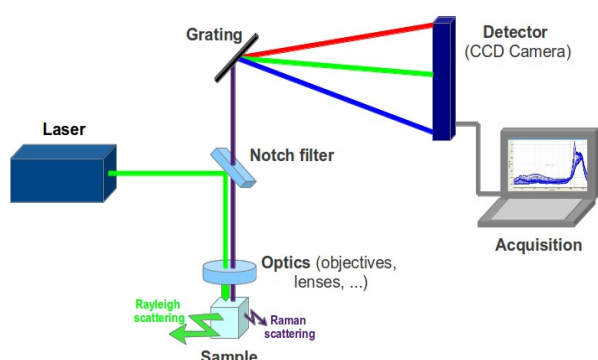 Grating
Detector
(CCD Camera)
Laser
Notch filter
Acquisition
Optics (objectives,
lenses, ...)
Rayleigh
scattering
Raman
scattering
Sample